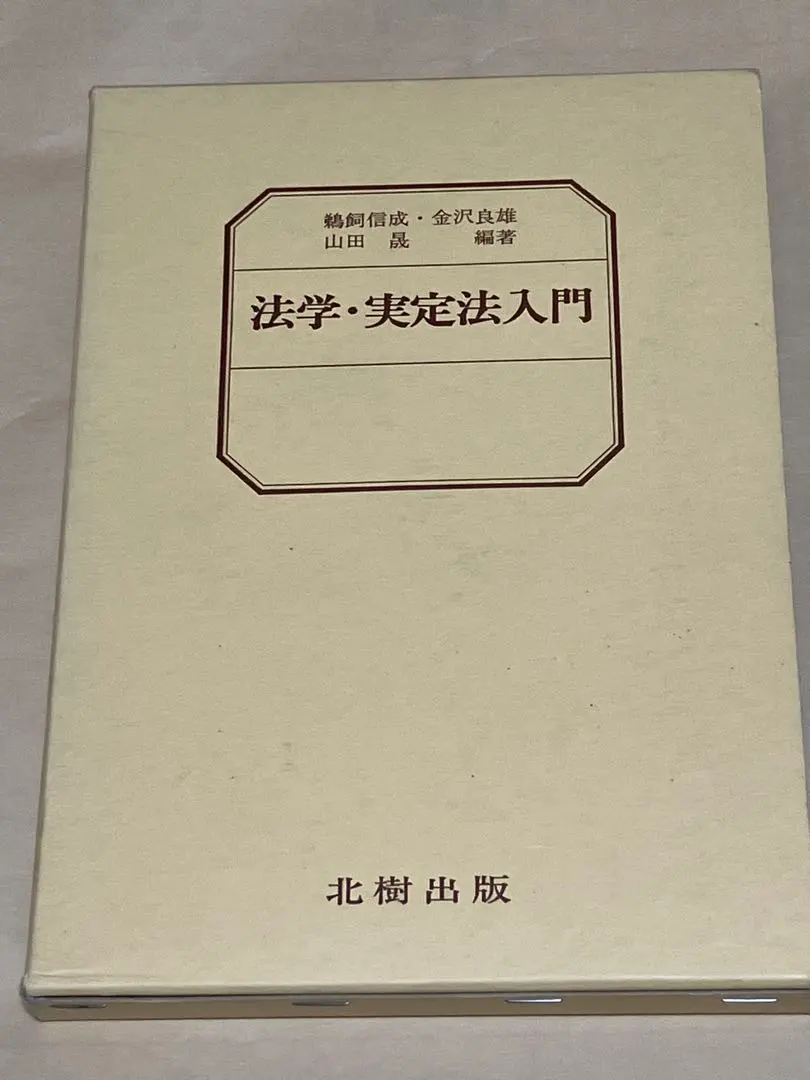 鵜飼信成・金沢良雄
山田 晟 編著
法学・実定法入門
北樹出版